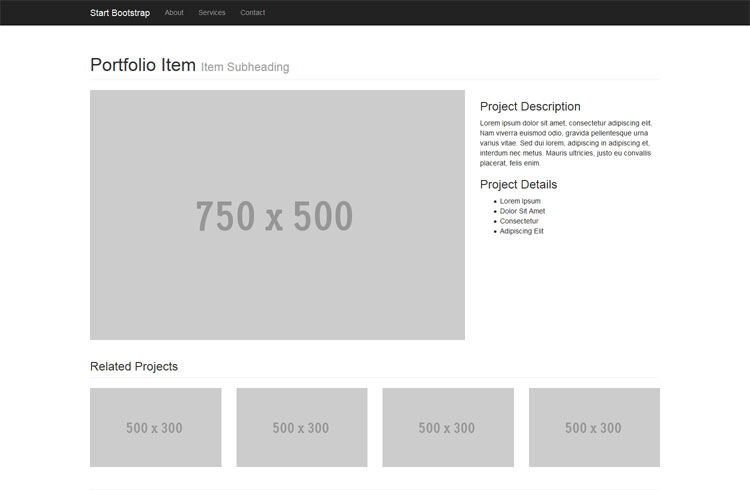 Start Bootstrap About Services Contact
Portfolio Item Item Subheading
750 x 500
Project Description
Lorem ipsum dolor sit amet, consectetur adipiscing elit.
Nam viverra euismod odio, gravida pellentesque urna
varius vitae. Sed dui lorem, adipiscing in adipiscing et,
interdum nec metus. Mauris ultricies, justo eu convallis
placerat, felis enim.
Project Details
Lorem Ipsum
Dolor Sit Amet
Consectetur
Adipiscing Elit
Related Projects
500 x 300 500 x 300 500 x 300 500 x 300